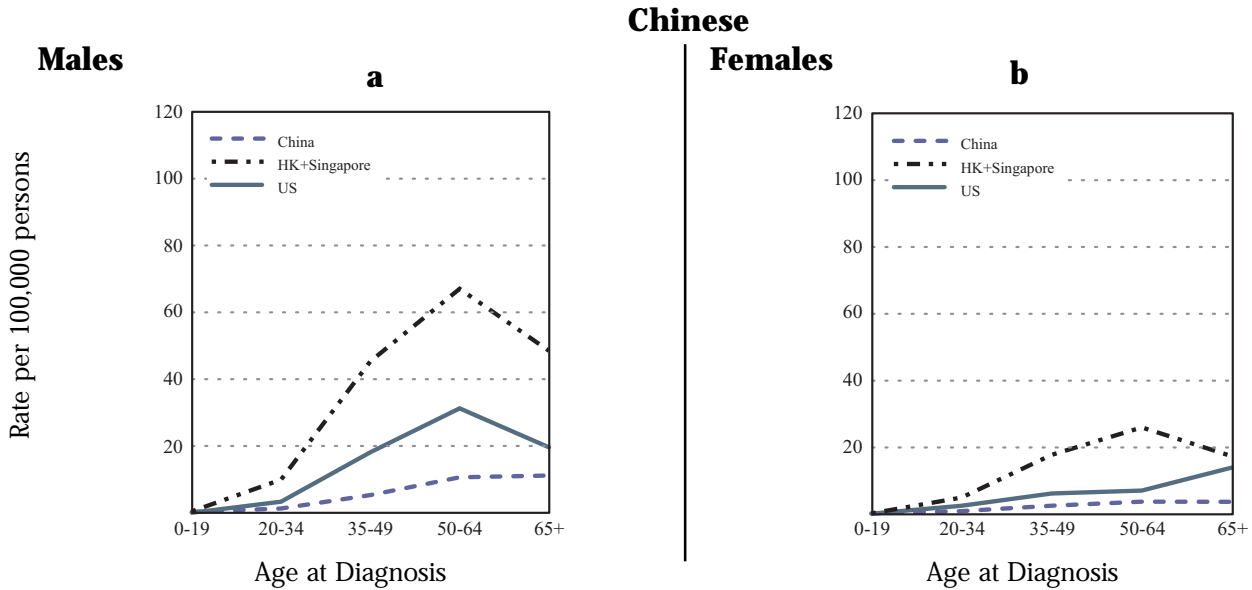 Chinese
Males
a
Rate per 100,000 persons
120
100
80
60
40
20
China
HK+Singapore
US
0-19 20-34 35-49 50-64 65+
Age at Diagnosis
Females
b
120
100
80
60
40
20
China
HK+Singapore
US
0-19 20-34 35-49 50-64 65+
Age at Diagnosis